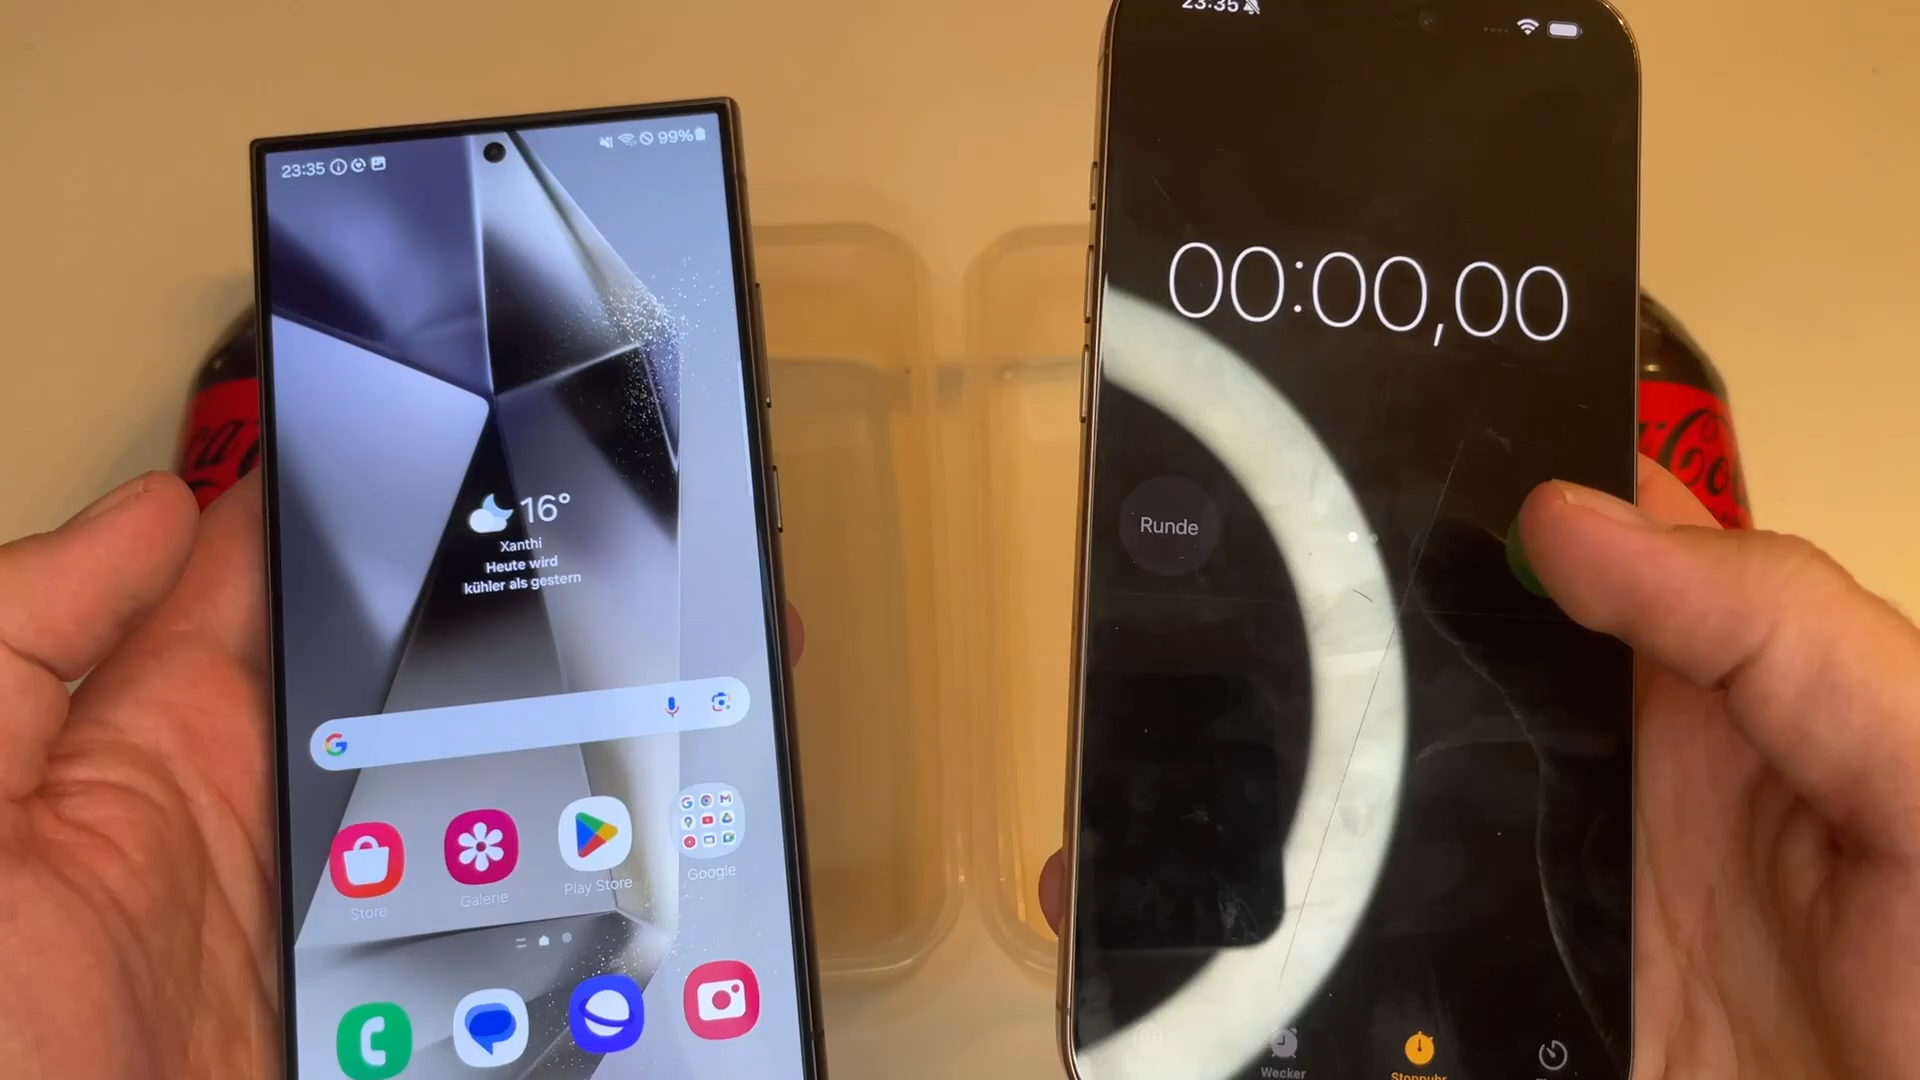 23:35
99%
16°
Xanthi
Heute wird
kühler als gestern
Store
Galerie
Play Store
Google
23:35
00:00,00
Runde
Wecker
Stoppuhr